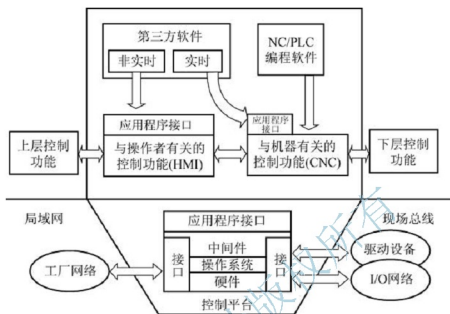 第三方软件
非实时
实时
NC/PLC
编程软件
应用程序接口
应用程序
接口
上层控制
功能
与操作者有关的
控制功能(HMI)
与机器有关的
控制功能(CNC)
下层控制
功能
局域网
应用程序接口
现场总线
工厂网络
接口
中间件
操作系统
硬件
接口
驱动设备
I/O网络
控制平台
版权所有